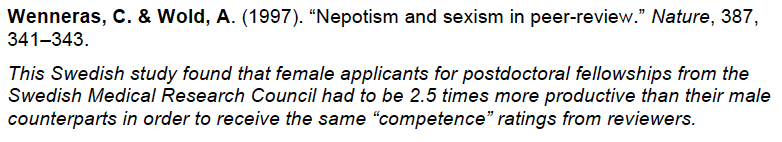 Wenneras, C. & Wold, A. (1997). “Nepotism and sexism in peer-review.” Nature, 387,
341–343.
This Swedish study found that female applicants for postdoctoral fellowships from the
Swedish Medical Research Council had to be 2.5 times more productive than their male
counterparts in order to receive the same “competence” ratings from reviewers.